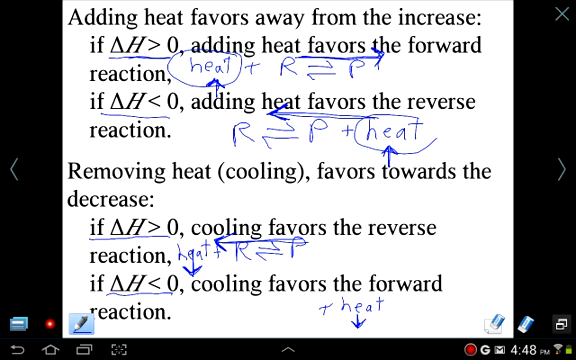 Adding heat favors away from the increase:
if ΔH > 0, adding heat favors the forward
reaction, heat + R ⇌ P
if ΔH < 0, adding heat favors the reverse
reaction. R ⇌ P + heat
Removing heat (cooling), favors towards the
decrease:
if ΔH > 0, cooling favors the reverse
reaction, heat + R ⇌ P
if ΔH < 0, cooling favors the forward
reaction. + heat
G 4:48 PM